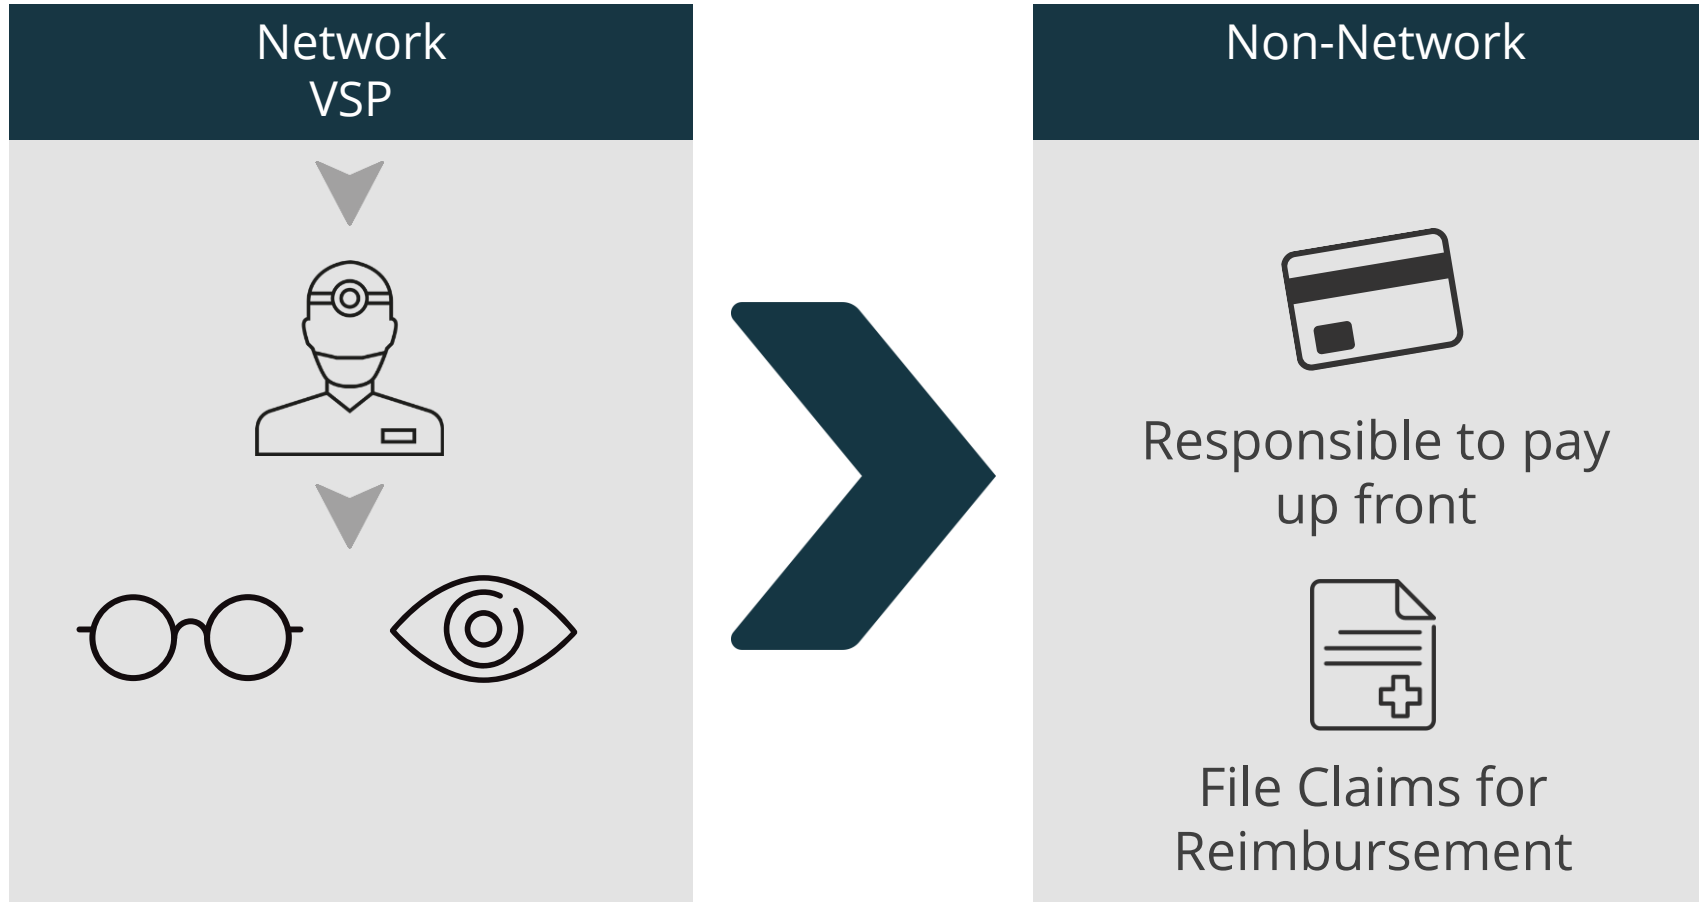 Network
VSP
Non-Network
Responsible to pay
up front
File Claims for
Reimbursement